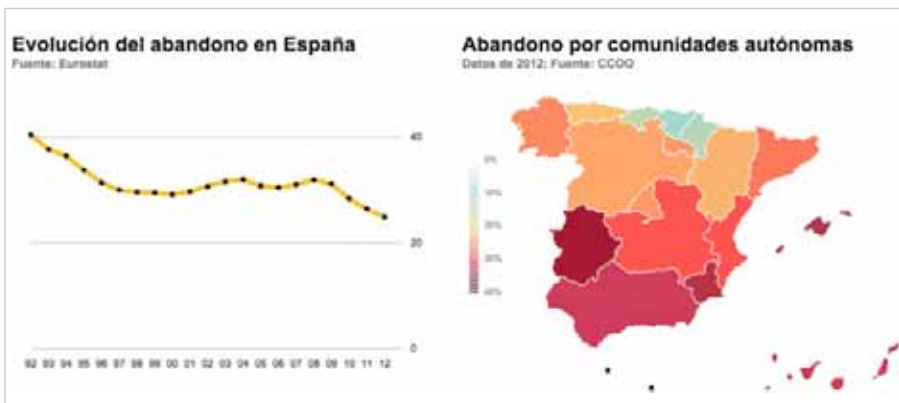 Evolución del abandono en España
Fuente: Eurostat
40
20
0
92 93 94 95 96 97 98 99 00 01 02 03 04 05 06 07 08 09 10 11 12
Abandono por comunidades autónomas
Datos de 2012; Fuente: CCOO
0%
10%
20%
30%
40%